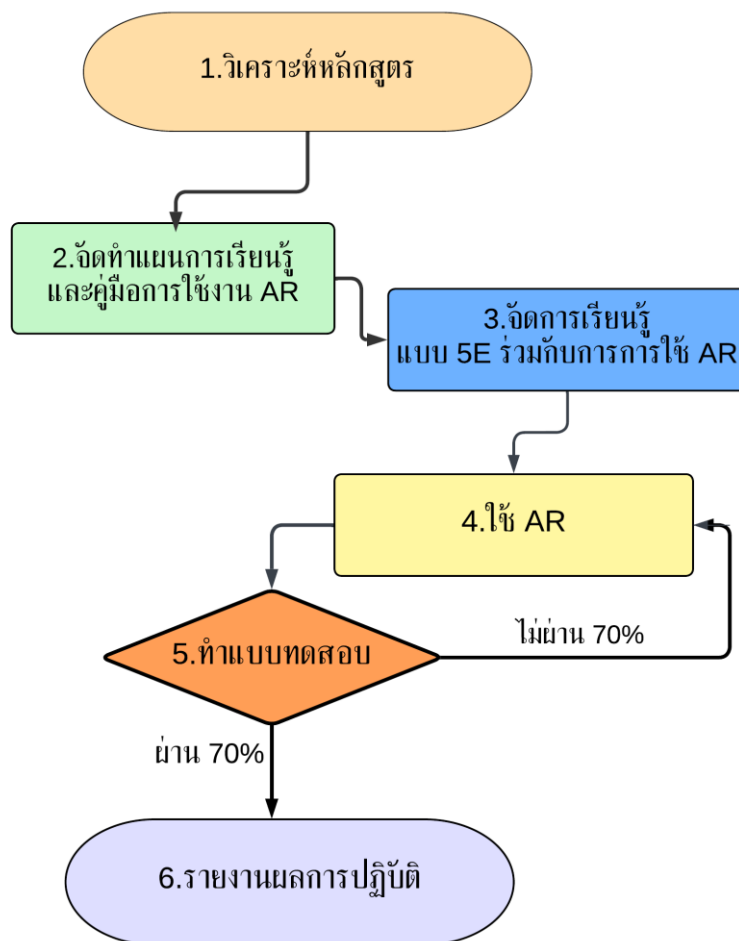 1.วิเคราะห์หลักสูตร
2.จัดทำแผนการเรียนรู้
และคู่มือการใช้งาน AR
3.จัดการเรียนรู้
แบบ 5E ร่วมกับการการใช้ AR
4.ใช้ AR
5.ทำแบบทดสอบ
ไม่ผ่าน 70%
ผ่าน 70%
6.รายงานผลการปฏิบัติ